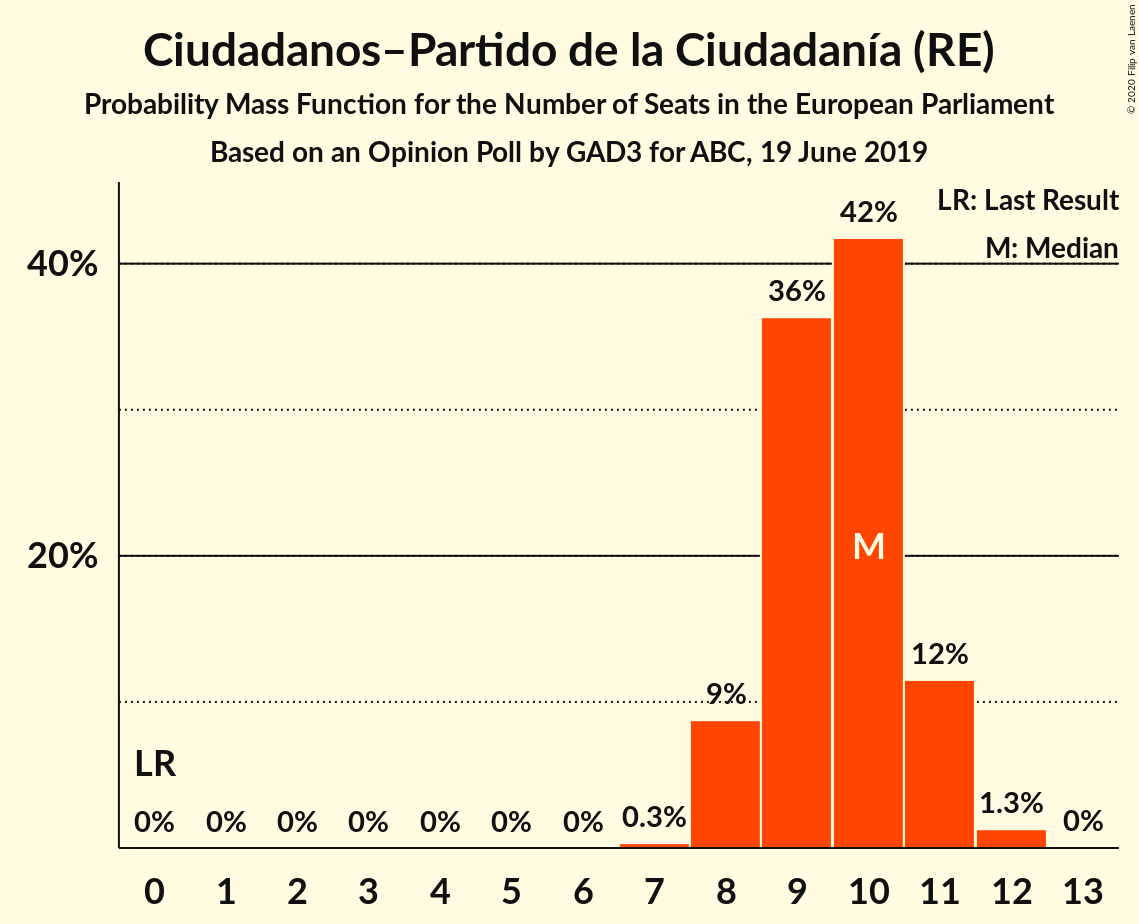 Ciudadanos–Partido de la Ciudadanía (RE)
Probability Mass Function for the Number of Seats in the European Parliament
Based on an Opinion Poll by GAD3 for ABC, 19 June 2019
© 2020 Filip van Laenen
LR: Last Result
M: Median
42%
40%
36%
M
20%
12%
9%
LR
0% 0% 0% 0% 0% 0% 0% 0.3% 1.3% 0%
0 1 2 3 4 5 6 7 8 9 10 11 12 13